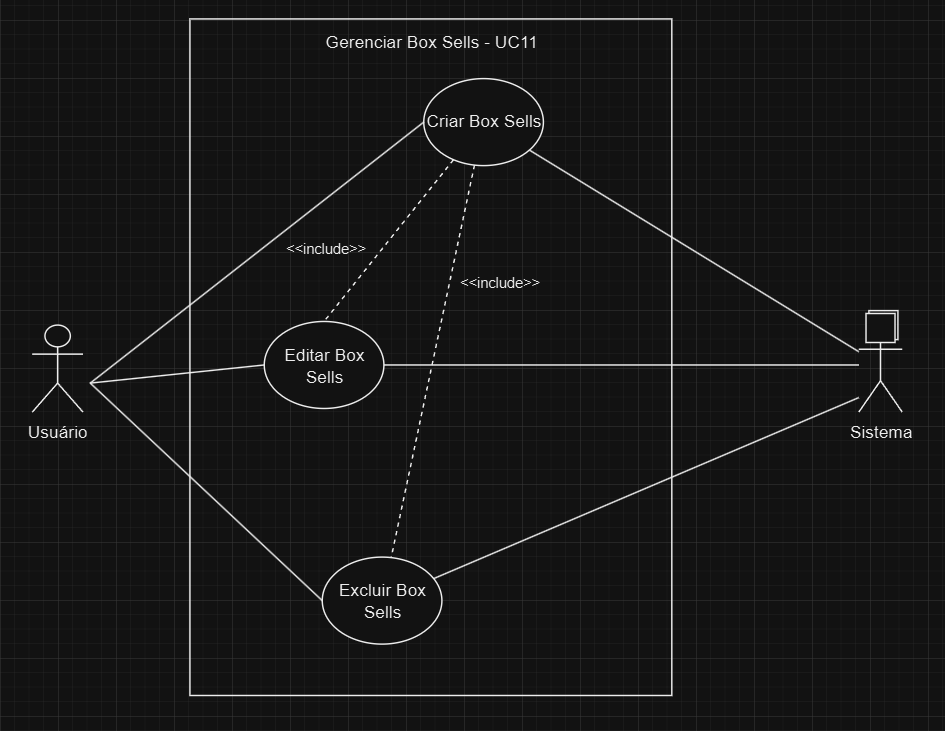 Gerenciar Box Sells - UC11
Criar Box Sells
<<include>>
<<include>>
Editar Box
Sells
Usuário
Sistema
Excluir Box
Sells